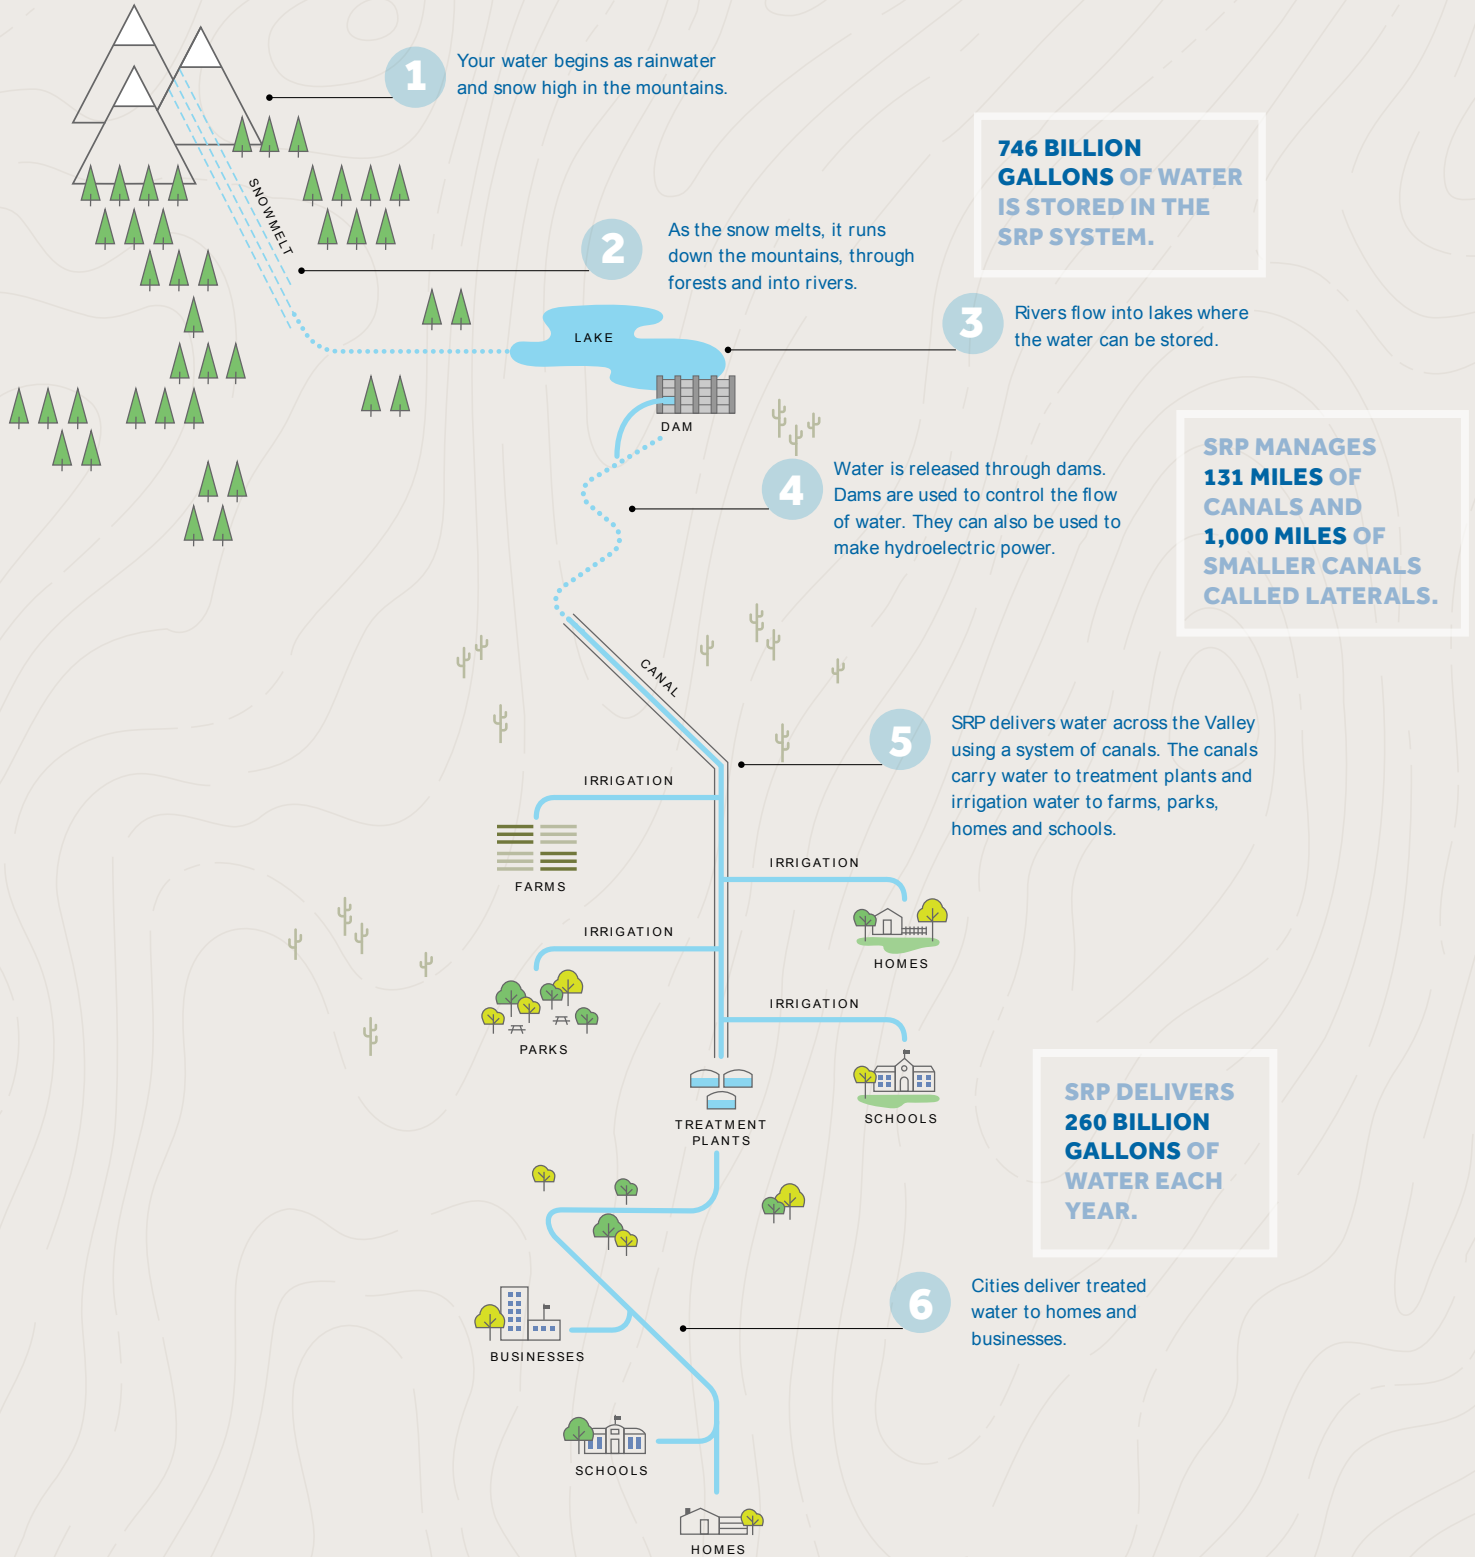 1
Your water begins as rainwater
and snow high in the mountains.
746 BILLION
GALLONS OF WATER
IS STORED IN THE
SRP SYSTEM.
SNOWMELT
2
As the snow melts, it runs
down the mountains, through
forests and into rivers.
3
Rivers flow into lakes where
the water can be stored.
LAKE
DAM
SRP MANAGES
131 MILES OF
CANALS AND
1,000 MILES OF
SMALLER CANALS
CALLED LATERALS.
4
Water is released through dams.
Dams are used to control the flow
of water. They can also be used to
make hydroelectric power.
CANAL
5
SRP delivers water across the Valley
using a system of canals. The canals
carry water to treatment plants and
irrigation water to farms, parks,
homes and schools.
IRRIGATION
FARMS
IRRIGATION
HOMES
IRRIGATION
PARKS
IRRIGATION
SCHOOLS
TREATMENT
PLANTS
SRP DELIVERS
260 BILLION
GALLONS OF
WATER EACH
YEAR.
6
Cities deliver treated
water to homes and
businesses.
BUSINESSES
SCHOOLS
HOMES